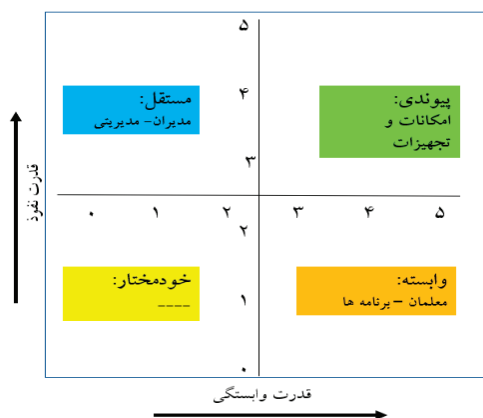 ۵
مستقل:
مدیران- مدیریتی
۴
پیوندی:
امکانات و
تجهیزات
۳
قدرت نفوذ
۰ ۱ ۲ ۳ ۴ ۵
۲
خودمختار:
----
۱
وابسته:
معلمان – برنامه ها
۰
قدرت وابستگی